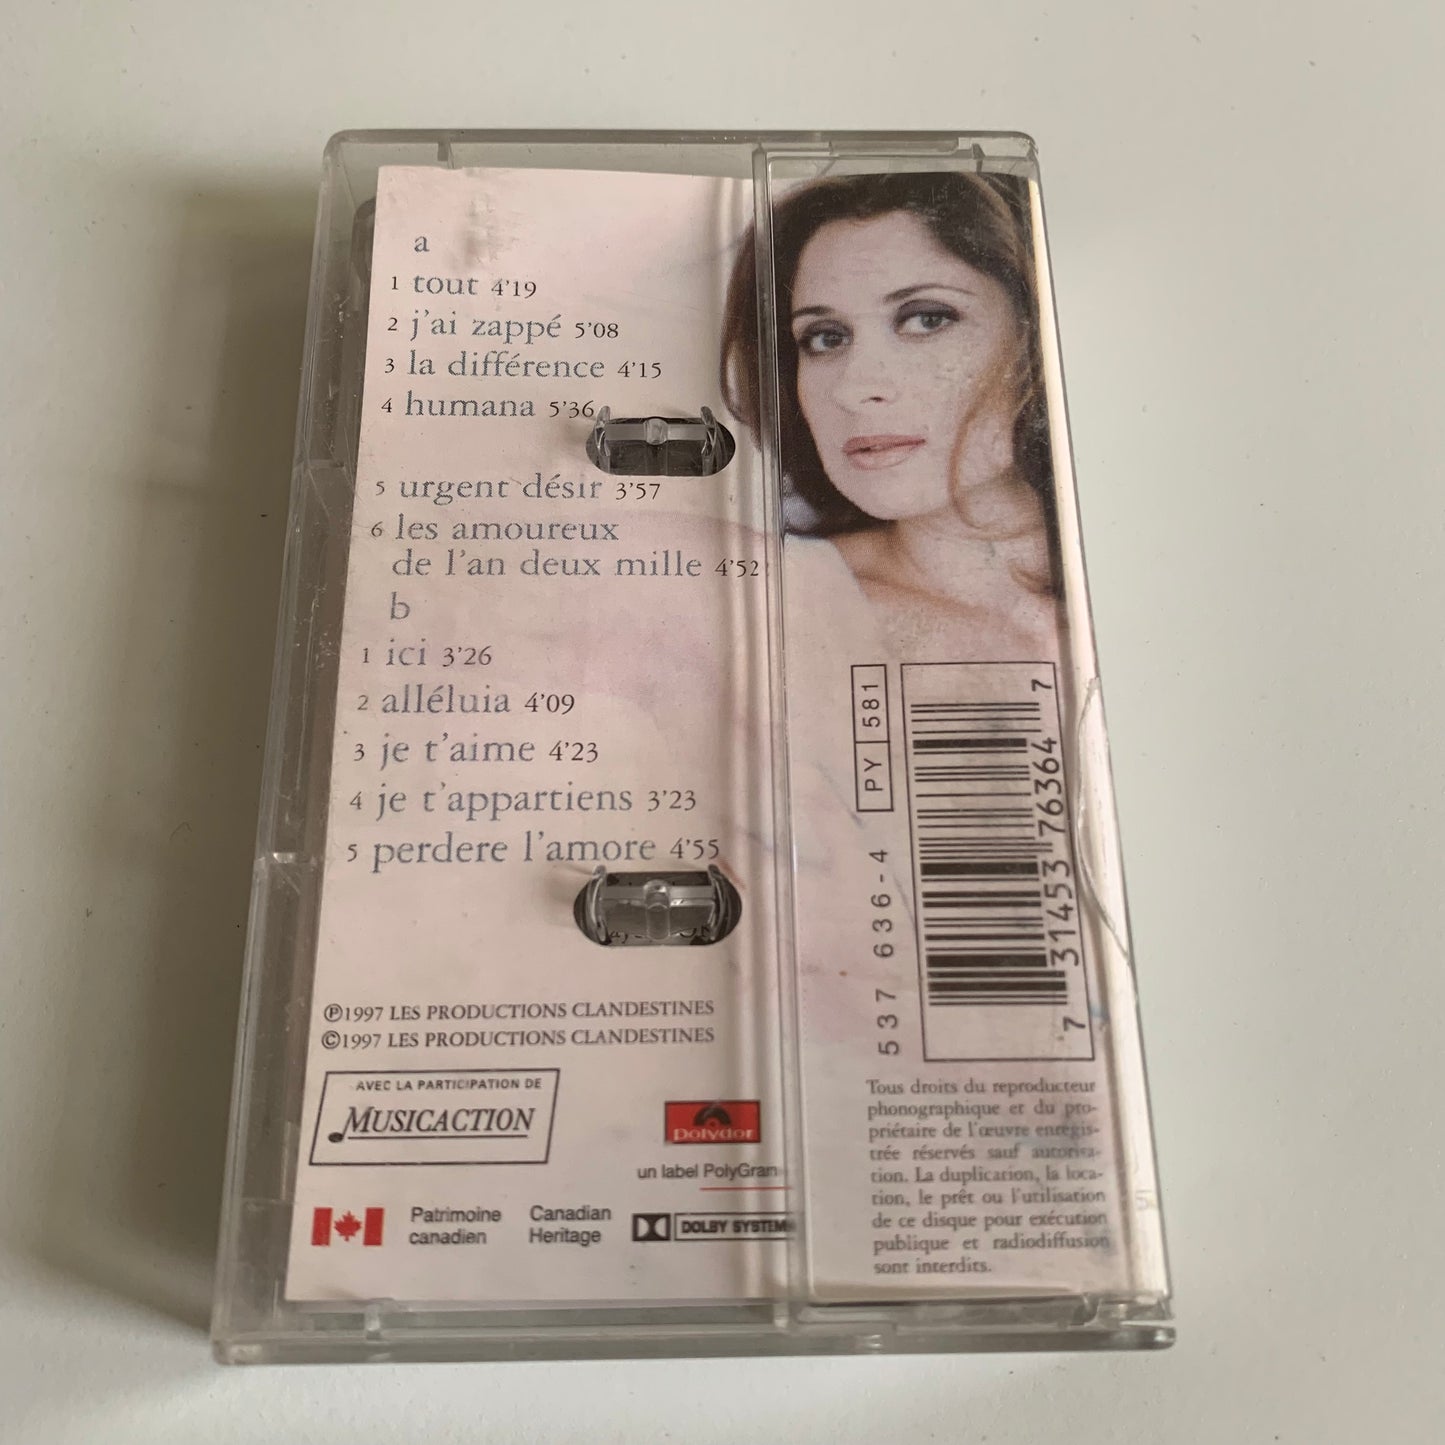 a
1 tout 4'19
2 j'ai zappé 5'08
3 la différence 4'15
4 humana 5'36
5 urgent désir 3'57
6 les amoureux
de l'an deux mille 4'52
b
1 ici 3'26
2 alléluia 4'09
3 je t'aime 4'23
4 je t'appartiens 3'23
5 perdere l'amore 4'55
℗1997 LES PRODUCTIONS CLANDESTINES
©1997 LES PRODUCTIONS CLANDESTINES
AVEC LA PARTICIPATION DE
MUSICACTION
Polydor
un label PolyGram
Patrimoine
canadien
Canadian
Heritage
DOLBY SYSTEM
PY 581
537 636-4
7 31453 76364 7
Tous droits du reproducteur
phonographique et du pro-
priétaire de l'œuvre enregis-
trée réservés sauf autorisa-
tion. La duplication, la loca-
tion, le prêt ou l'utilisation
de ce disque pour exécution
publique et radiodiffusion
sont interdits.